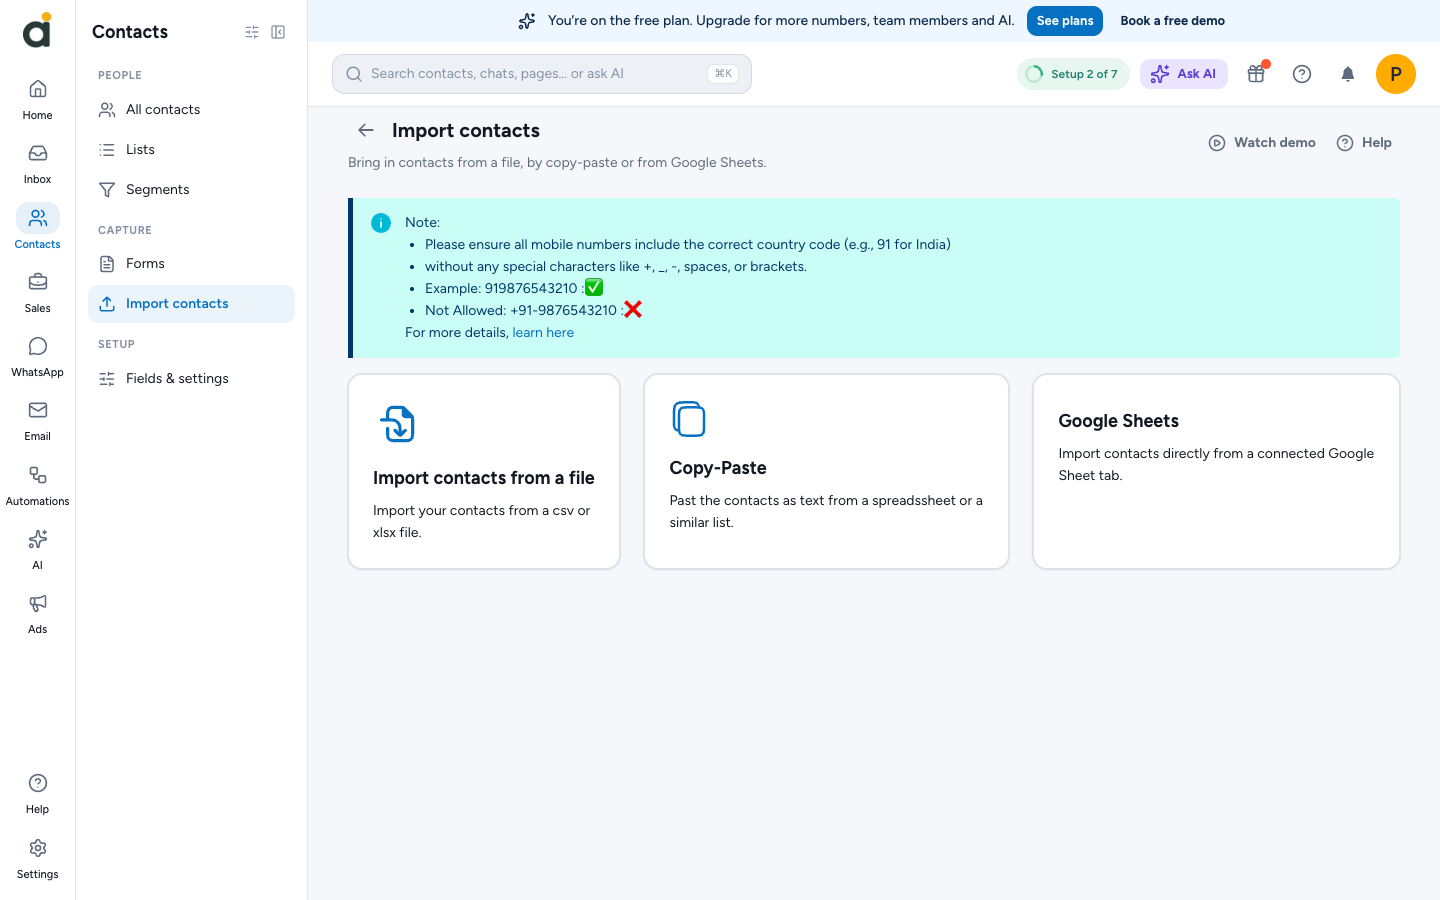 You're on the free plan. Upgrade for more numbers, team members and AI.
See plans
Book a free demo
Home
Inbox
Contacts
Sales
WhatsApp
Email
Automations
AI
Ads
Help
Settings
Contacts
PEOPLE
All contacts
Lists
Segments
CAPTURE
Forms
Import contacts
SETUP
Fields & settings
Search contacts, chats, pages... or ask AI
⌘K
Setup 2 of 7
Ask AI
P
Import contacts
Bring in contacts from a file, by copy-paste or from Google Sheets.
Watch demo
Help
Note:
• Please ensure all mobile numbers include the correct country code (e.g., 91 for India)
• without any special characters like +, _, -, spaces, or brackets.
• Example: 919876543210 :✅
• Not Allowed: +91-9876543210 :❌
For more details, learn here
Import contacts from a file
Import your contacts from a csv or
xlsx file.
Copy-Paste
Past the contacts as text from a spreadssheet or a
similar list.
Google Sheets
Import contacts directly from a connected Google
Sheet tab.